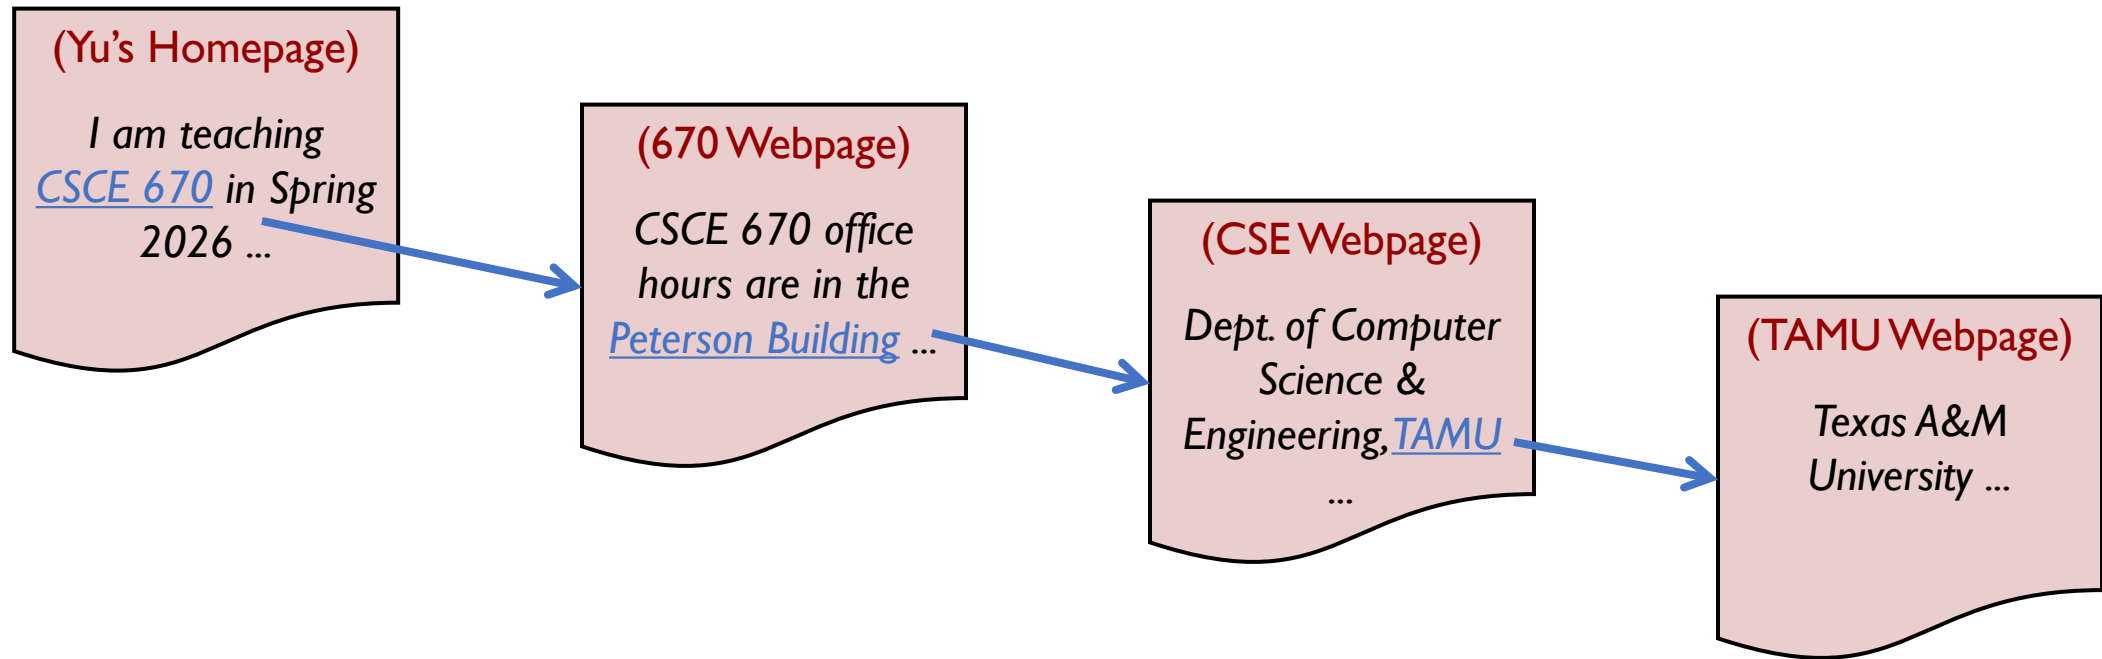 (Yu's Homepage)
I am teaching
CSCE 670 in Spring
2026 ...
(670 Webpage)
CSCE 670 office
hours are in the
Peterson Building ...
(CSE Webpage)
Dept. of Computer
Science &
Engineering, TAMU
...
(TAMU Webpage)
Texas A&M
University ...